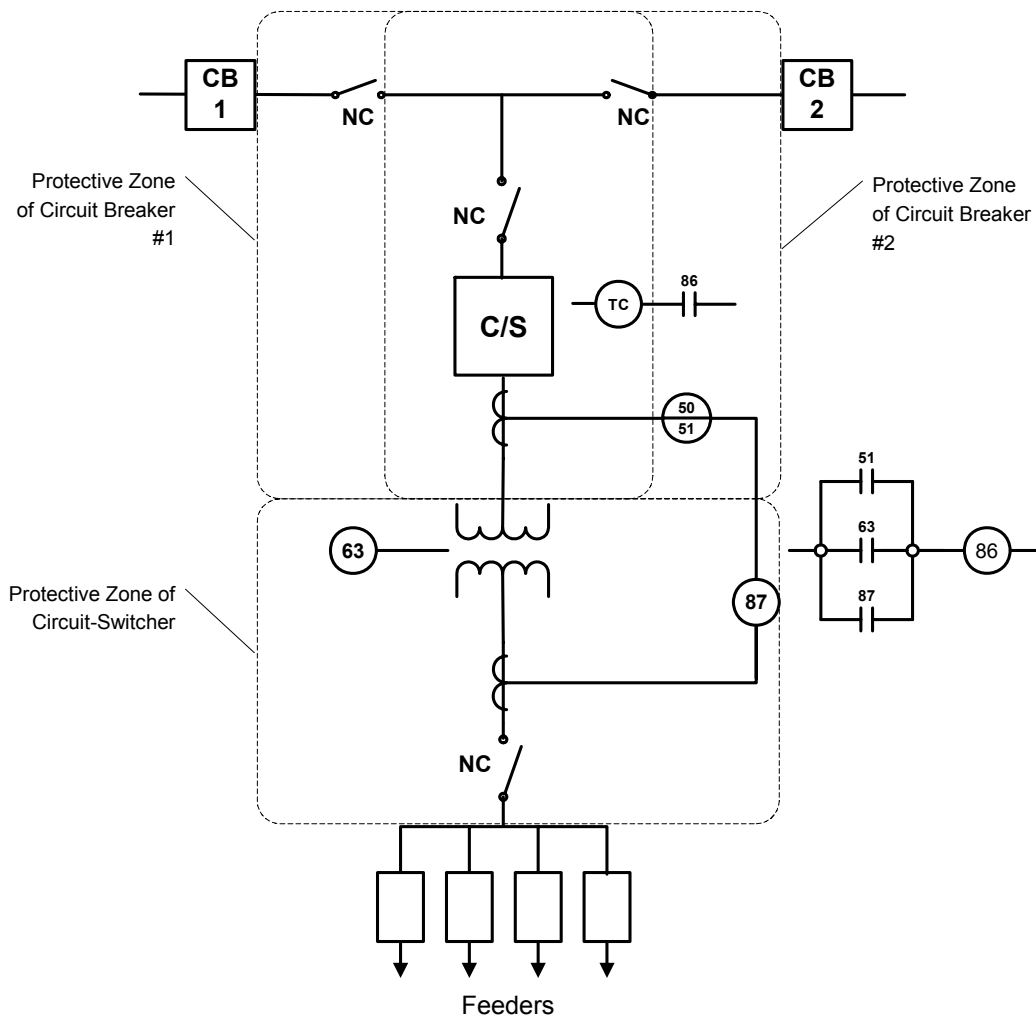 CB
1
CB
2
NC
NC
Protective Zone
of Circuit Breaker
#1
Protective Zone
of Circuit Breaker
#2
NC
86
TC
C/S
50
51
51
63
86
87
63
87
Protective Zone of
Circuit-Switcher
NC
Feeders